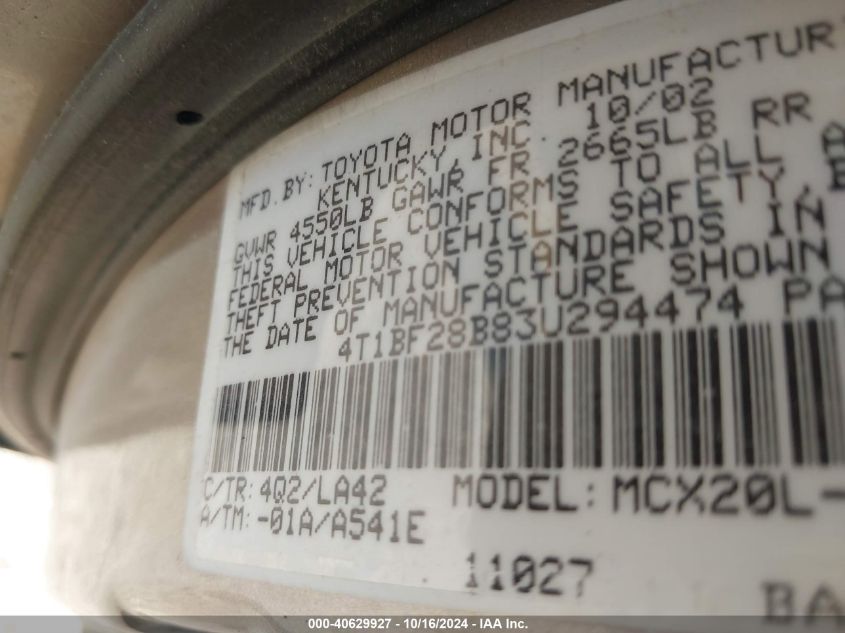 MFD. BY: TOYOTA MOTOR MANUFACTUR
KENTUCKY, INC. 10/02
GVWR 4550LB GAWR FR 2665LB RR
THIS VEHICLE CONFORMS TO ALL A
FEDERAL MOTOR VEHICLE SAFETY, B
THEFT PREVENTION STANDARDS IN
THE DATE OF MANUFACTURE SHOWN
4T1BF28B83U294474 PA
C/TR: 4Q2/LA42 MODEL: MCX20L-
A/TM: -01A/A541E
11027
BA
000-40629927 - 10/16/2024 - IAA Inc.